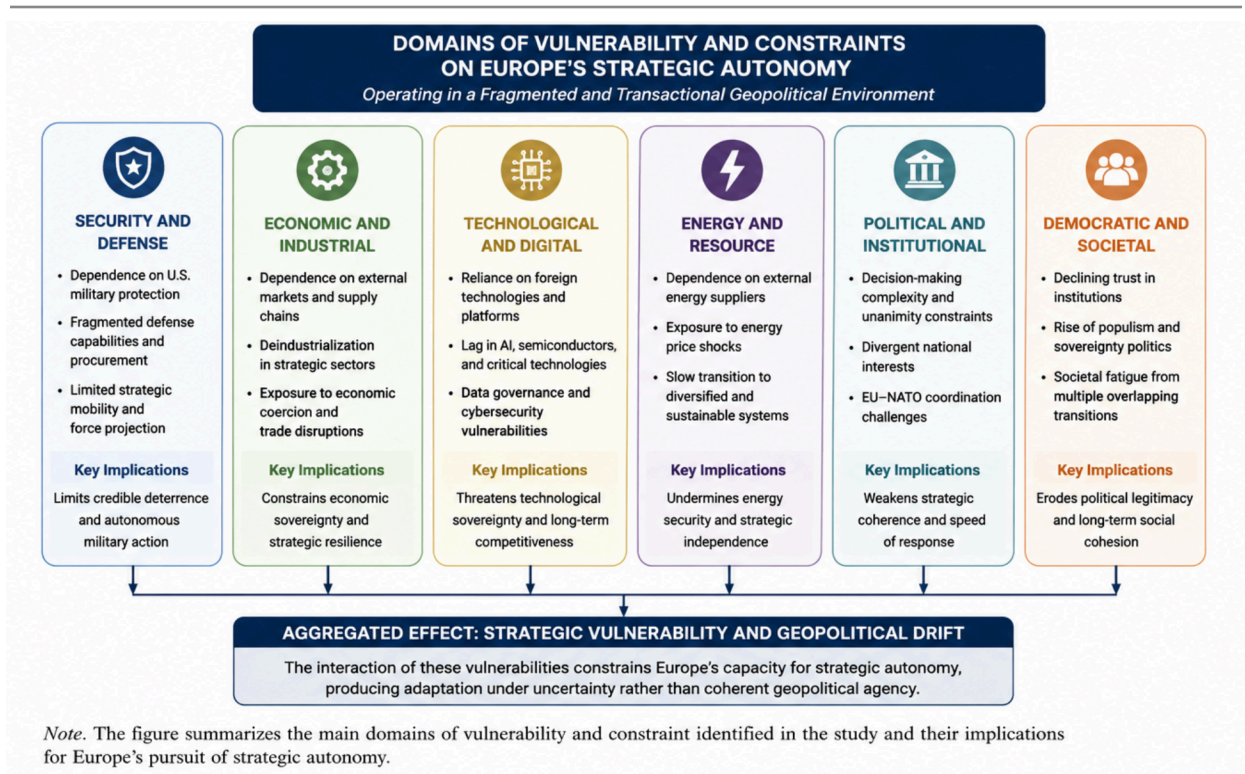 DOMAINS OF VULNERABILITY AND CONSTRAINTS
ON EUROPE'S STRATEGIC AUTONOMY
Operating in a Fragmented and Transactional Geopolitical Environment
SECURITY AND
DEFENSE
• Dependence on U.S.
military protection
• Fragmented defense
capabilities and
procurement
• Limited strategic
mobility and
force projection
Key Implications
Limits credible deterrence
and autonomous
military action
ECONOMIC AND
INDUSTRIAL
• Dependence on external
markets and supply
chains
• Deindustrialization
in strategic sectors
• Exposure to economic
coercion and
trade disruptions
Key Implications
Constrains economic
sovereignty and
strategic resilience
TECHNOLOGICAL
AND DIGITAL
• Reliance on foreign
technologies and
platforms
• Lag in AI, semiconductors,
and critical technologies
• Data governance and
cybersecurity
vulnerabilities
Key Implications
Threatens technological
sovereignty and long-term
competitiveness
ENERGY AND
RESOURCE
• Dependence on external
energy suppliers
• Exposure to energy
price shocks
• Slow transition to
diversified and
sustainable systems
Key Implications
Undermines energy
security and strategic
independence
POLITICAL AND
INSTITUTIONAL
• Decision-making
complexity and
unanimity constraints
• Divergent national
interests
• EU–NATO coordination
challenges
Key Implications
Weakens strategic
coherence and speed
of response
DEMOCRATIC AND
SOCIETAL
• Declining trust in
institutions
• Rise of populism and
sovereignty politics
• Societal fatigue from
multiple overlapping
transitions
Key Implications
Erodes political legitimacy
and long-term social
cohesion
AGGREGATED EFFECT: STRATEGIC VULNERABILITY AND GEOPOLITICAL DRIFT
The interaction of these vulnerabilities constrains Europe's capacity for strategic autonomy,
producing adaptation under uncertainty rather than coherent geopolitical agency.
Note. The figure summarizes the main domains of vulnerability and constraint identified in the study and their implications
for Europe's pursuit of strategic autonomy.